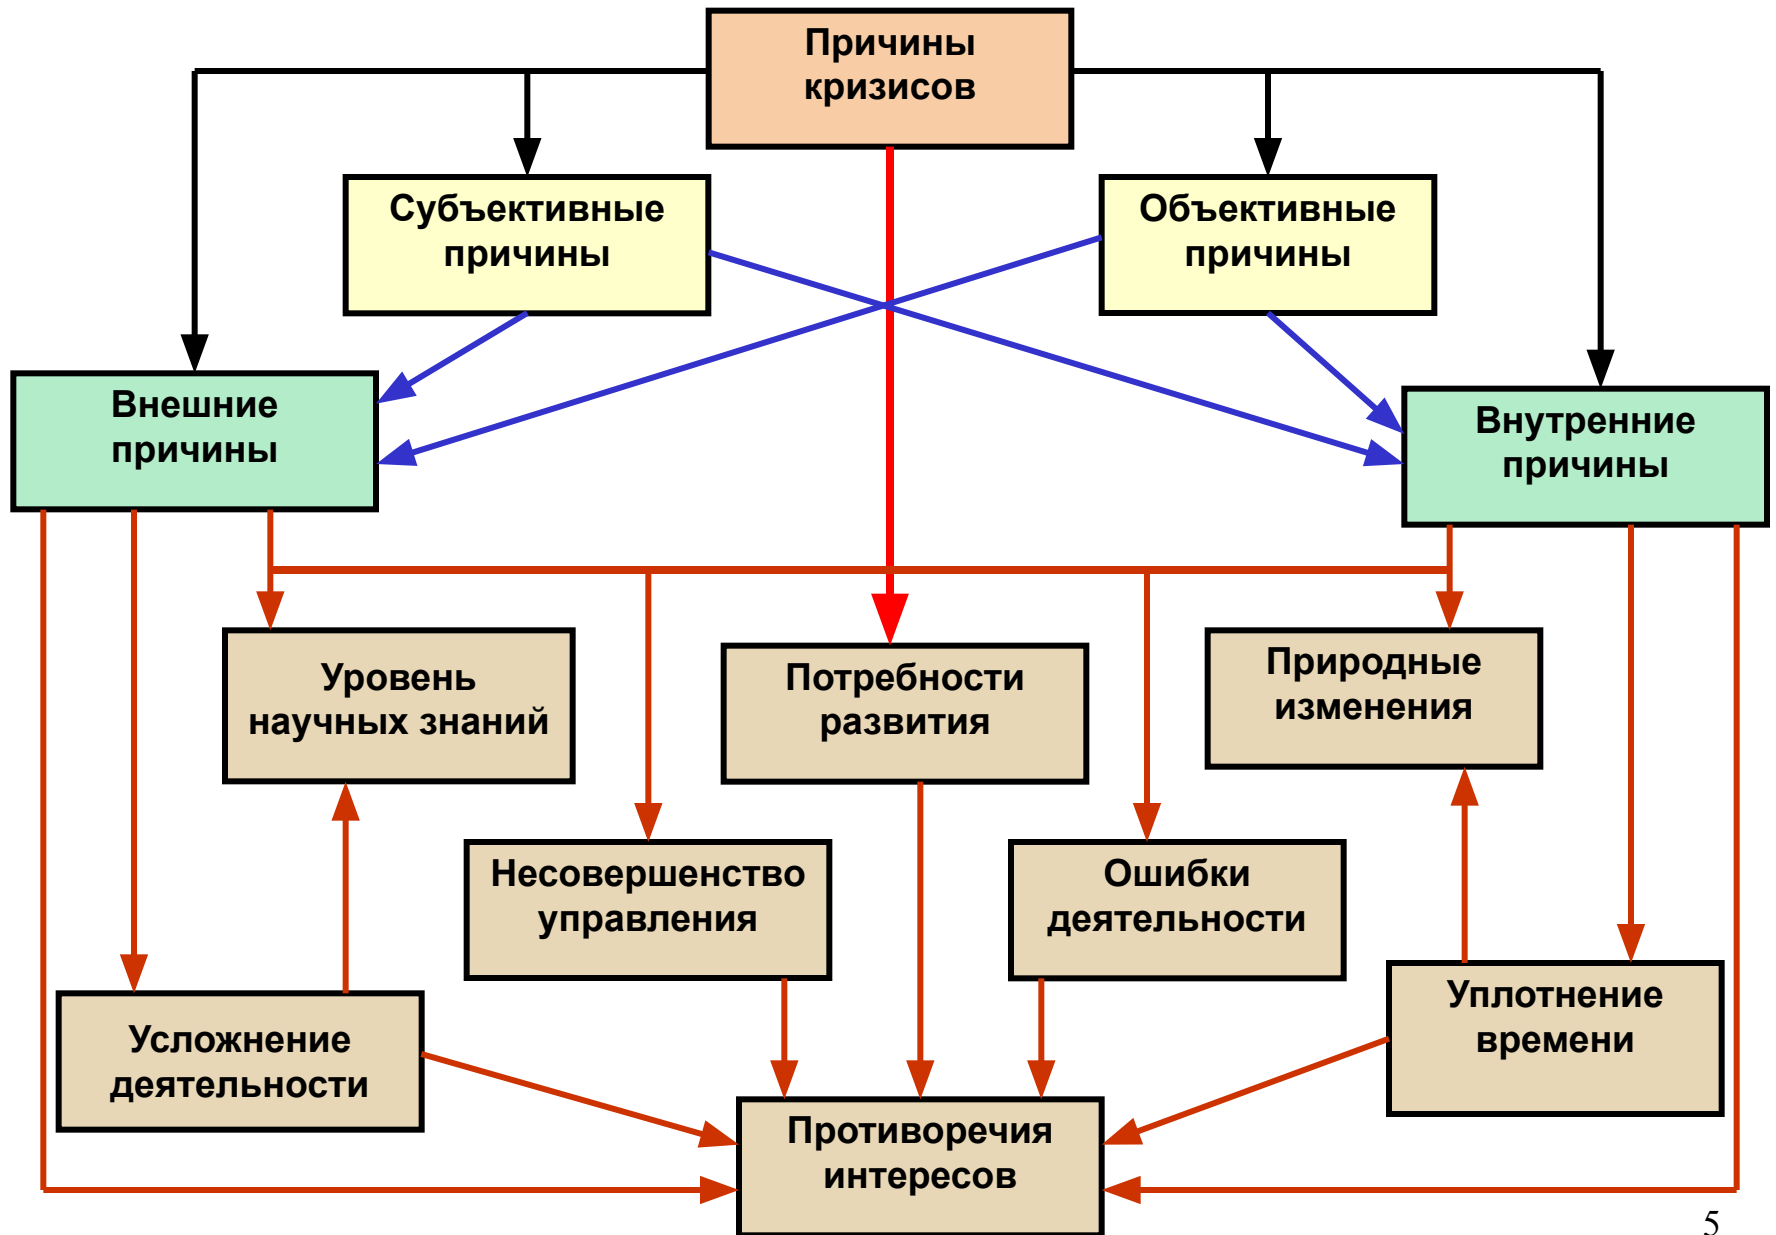 Причины
кризисов
Субъективные
причины
Объективные
причины
Внешние
причины
Внутренние
причины
Уровень
научных знаний
Потребности
развития
Природные
изменения
Несовершенство
управления
Ошибки
деятельности
Усложнение
деятельности
Уплотнение
времени
Противоречия
интересов
5